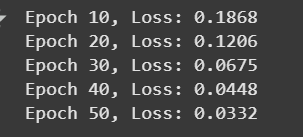 Epoch 10, Loss: 0.1868
Epoch 20, Loss: 0.1206
Epoch 30, Loss: 0.0675
Epoch 40, Loss: 0.0448
Epoch 50, Loss: 0.0332